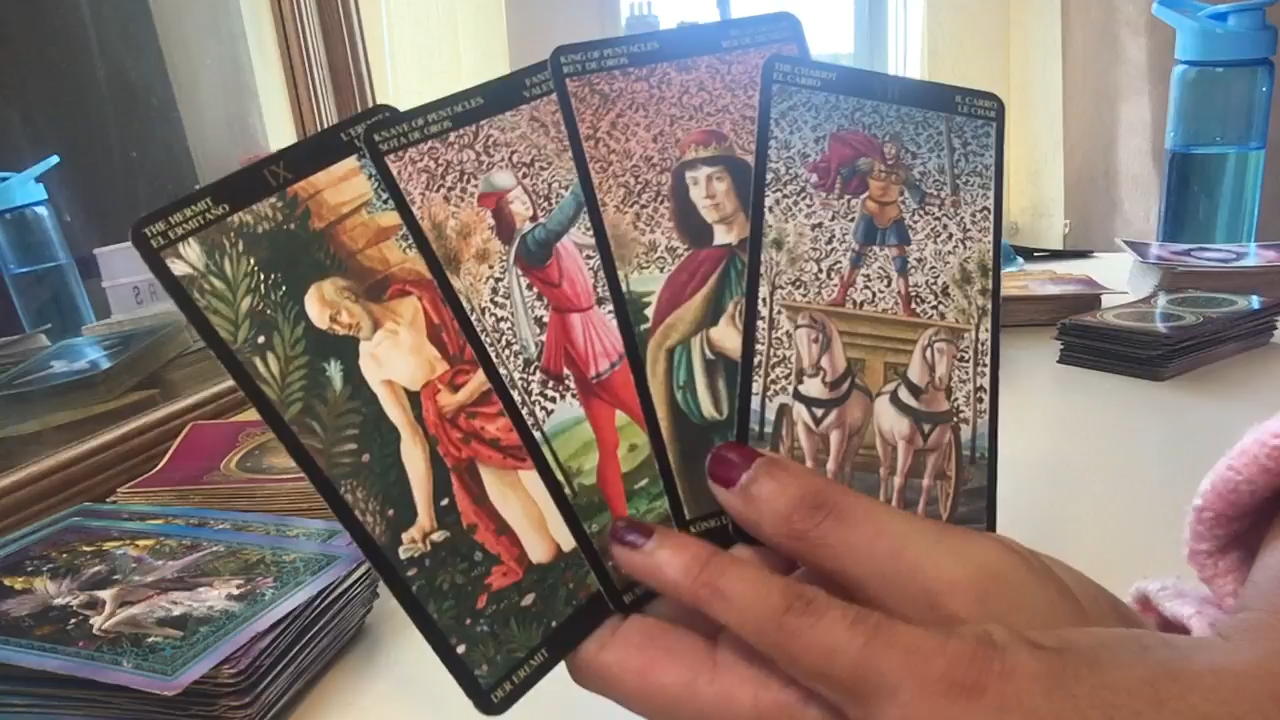 IX
THE HERMIT
EL ERMITAÑO
KNAVE OF PENTACLES
SOTA DE OROS
KING OF PENTACLES
REY DE OROS
THE CHARIOT
EL CARRO
IL CARRO
LE CHAR
DER EREMIT
KÖNIG